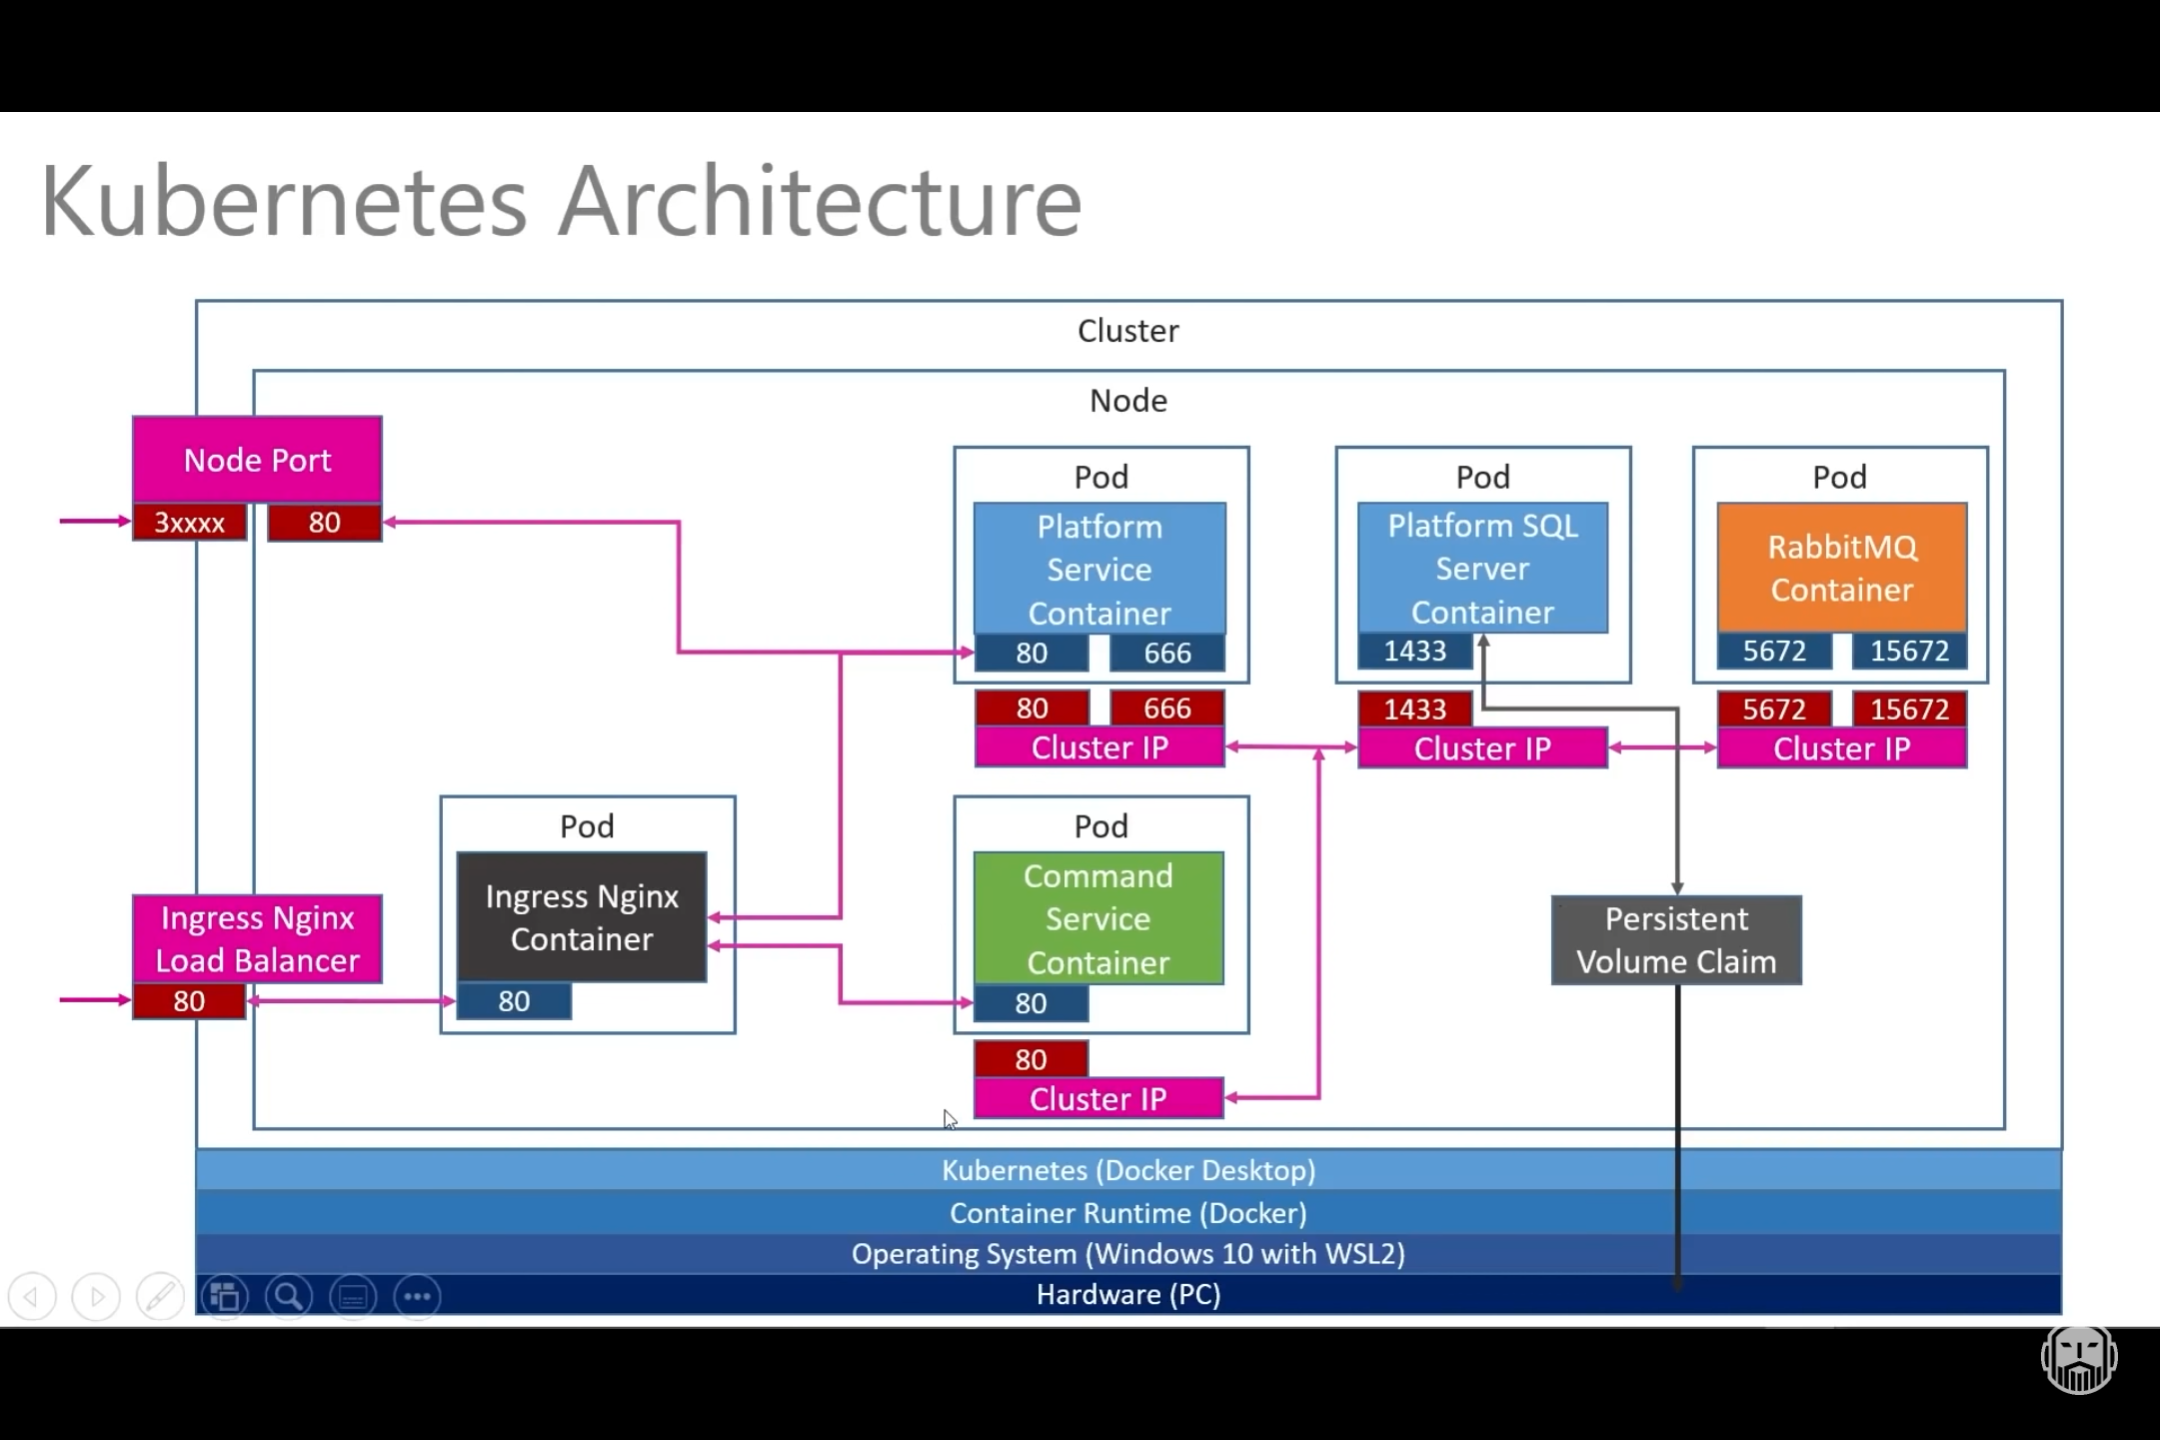 Kubernetes Architecture
Cluster
Node
Node Port
3xxxx
80
Pod
Platform
Service
Container
80
666
80
666
Cluster IP
Pod
Platform SQL
Server
Container
1433
1433
Cluster IP
Pod
RabbitMQ
Container
5672
15672
5672
15672
Cluster IP
Ingress Nginx
Load Balancer
80
Pod
Ingress Nginx
Container
80
Pod
Command
Service
Container
80
80
Cluster IP
Persistent
Volume Claim
Kubernetes (Docker Desktop)
Container Runtime (Docker)
Operating System (Windows 10 with WSL2)
Hardware (PC)